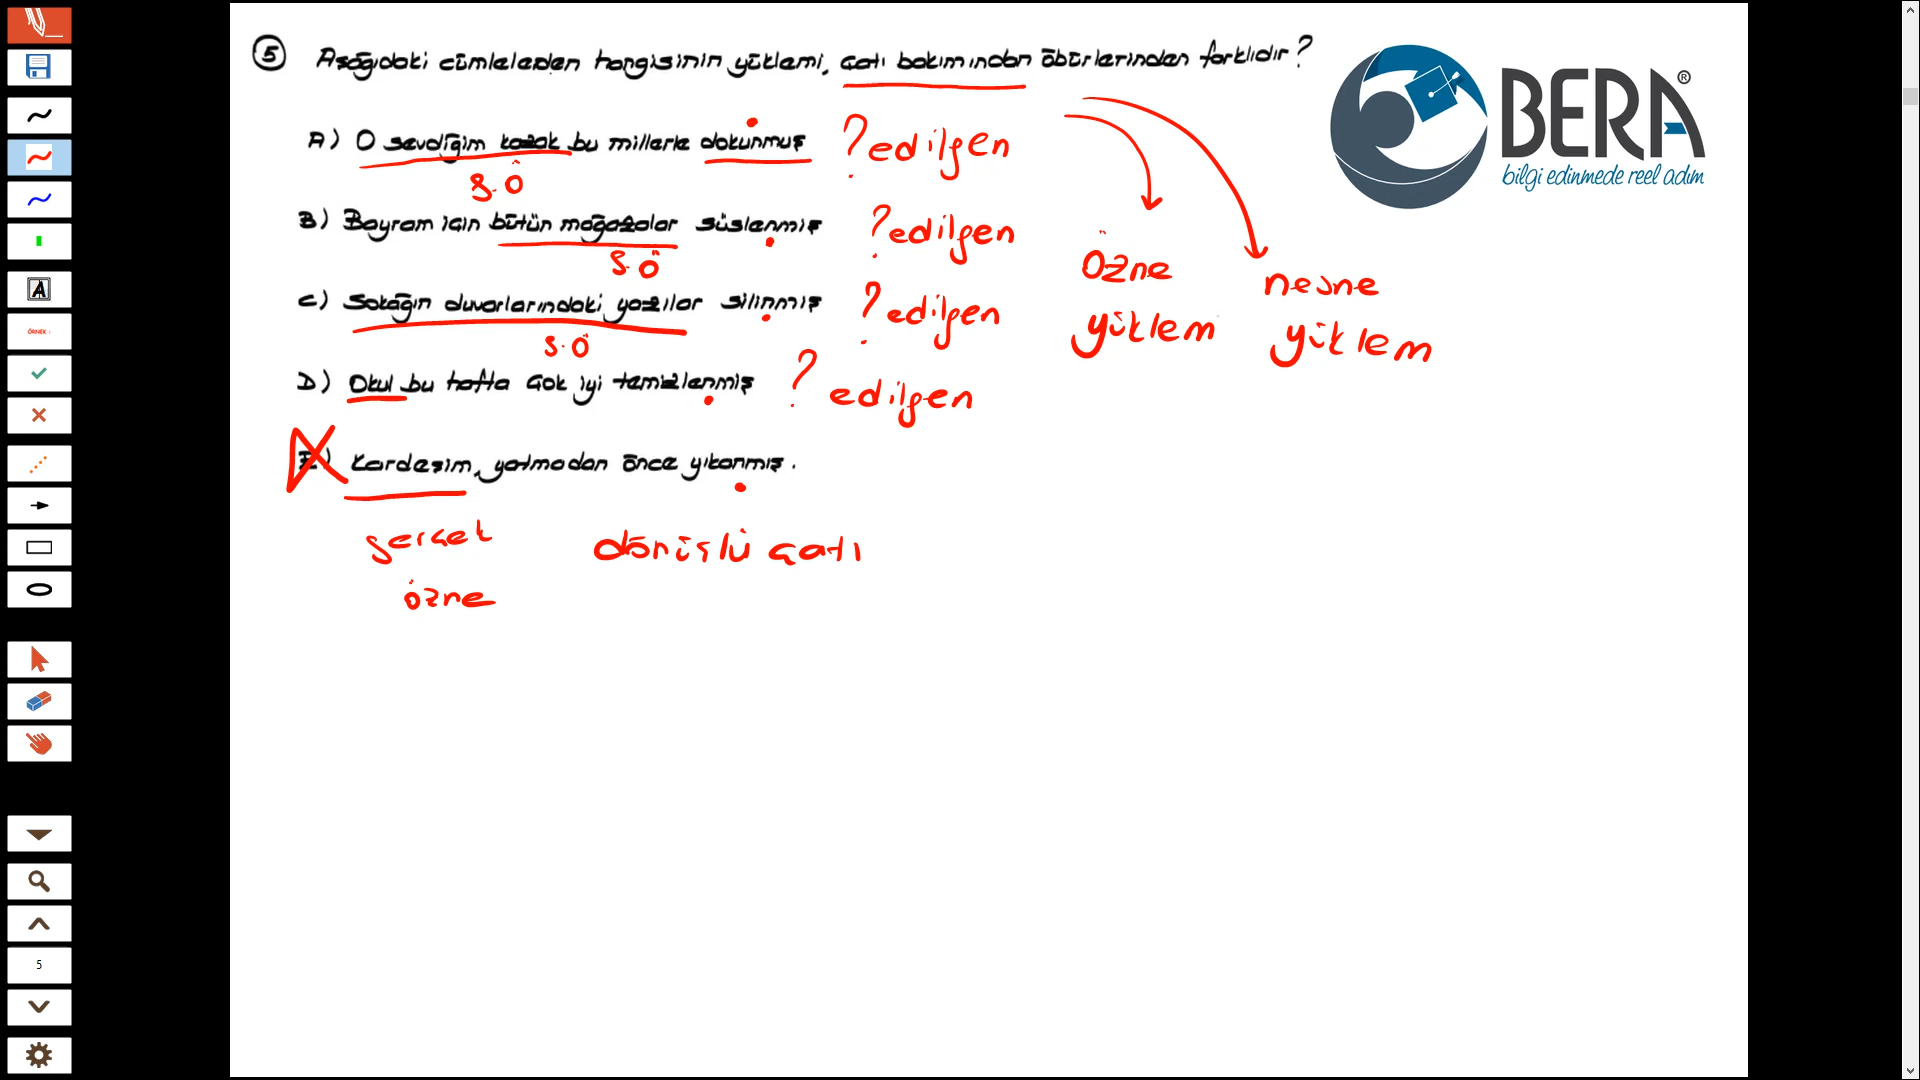 5 Aşağıdaki cümlelerden hangisinin yüklemi, çatı bakımından öbürlerinden farklıdır?
BERA®
bilgi edinmede reel adım
A) O sevdiğim kazak bu millerle dokunmuş ? edilgen
S.Ö
B) Bayram için bütün mağazalar süslenmiş ? edilgen
S.Ö
özne
yüklem
nesne
yüklem
C) Sokağın duvarlarındaki yazılar silinmiş ? edilgen
S.Ö
D) Okul bu hafta çok iyi temizlenmiş ? edilgen
E) Kardeşim, yatmadan önce yıkanmış.
gerçek
özne
dönüşlü çatı
A
ÖRNEK :
5